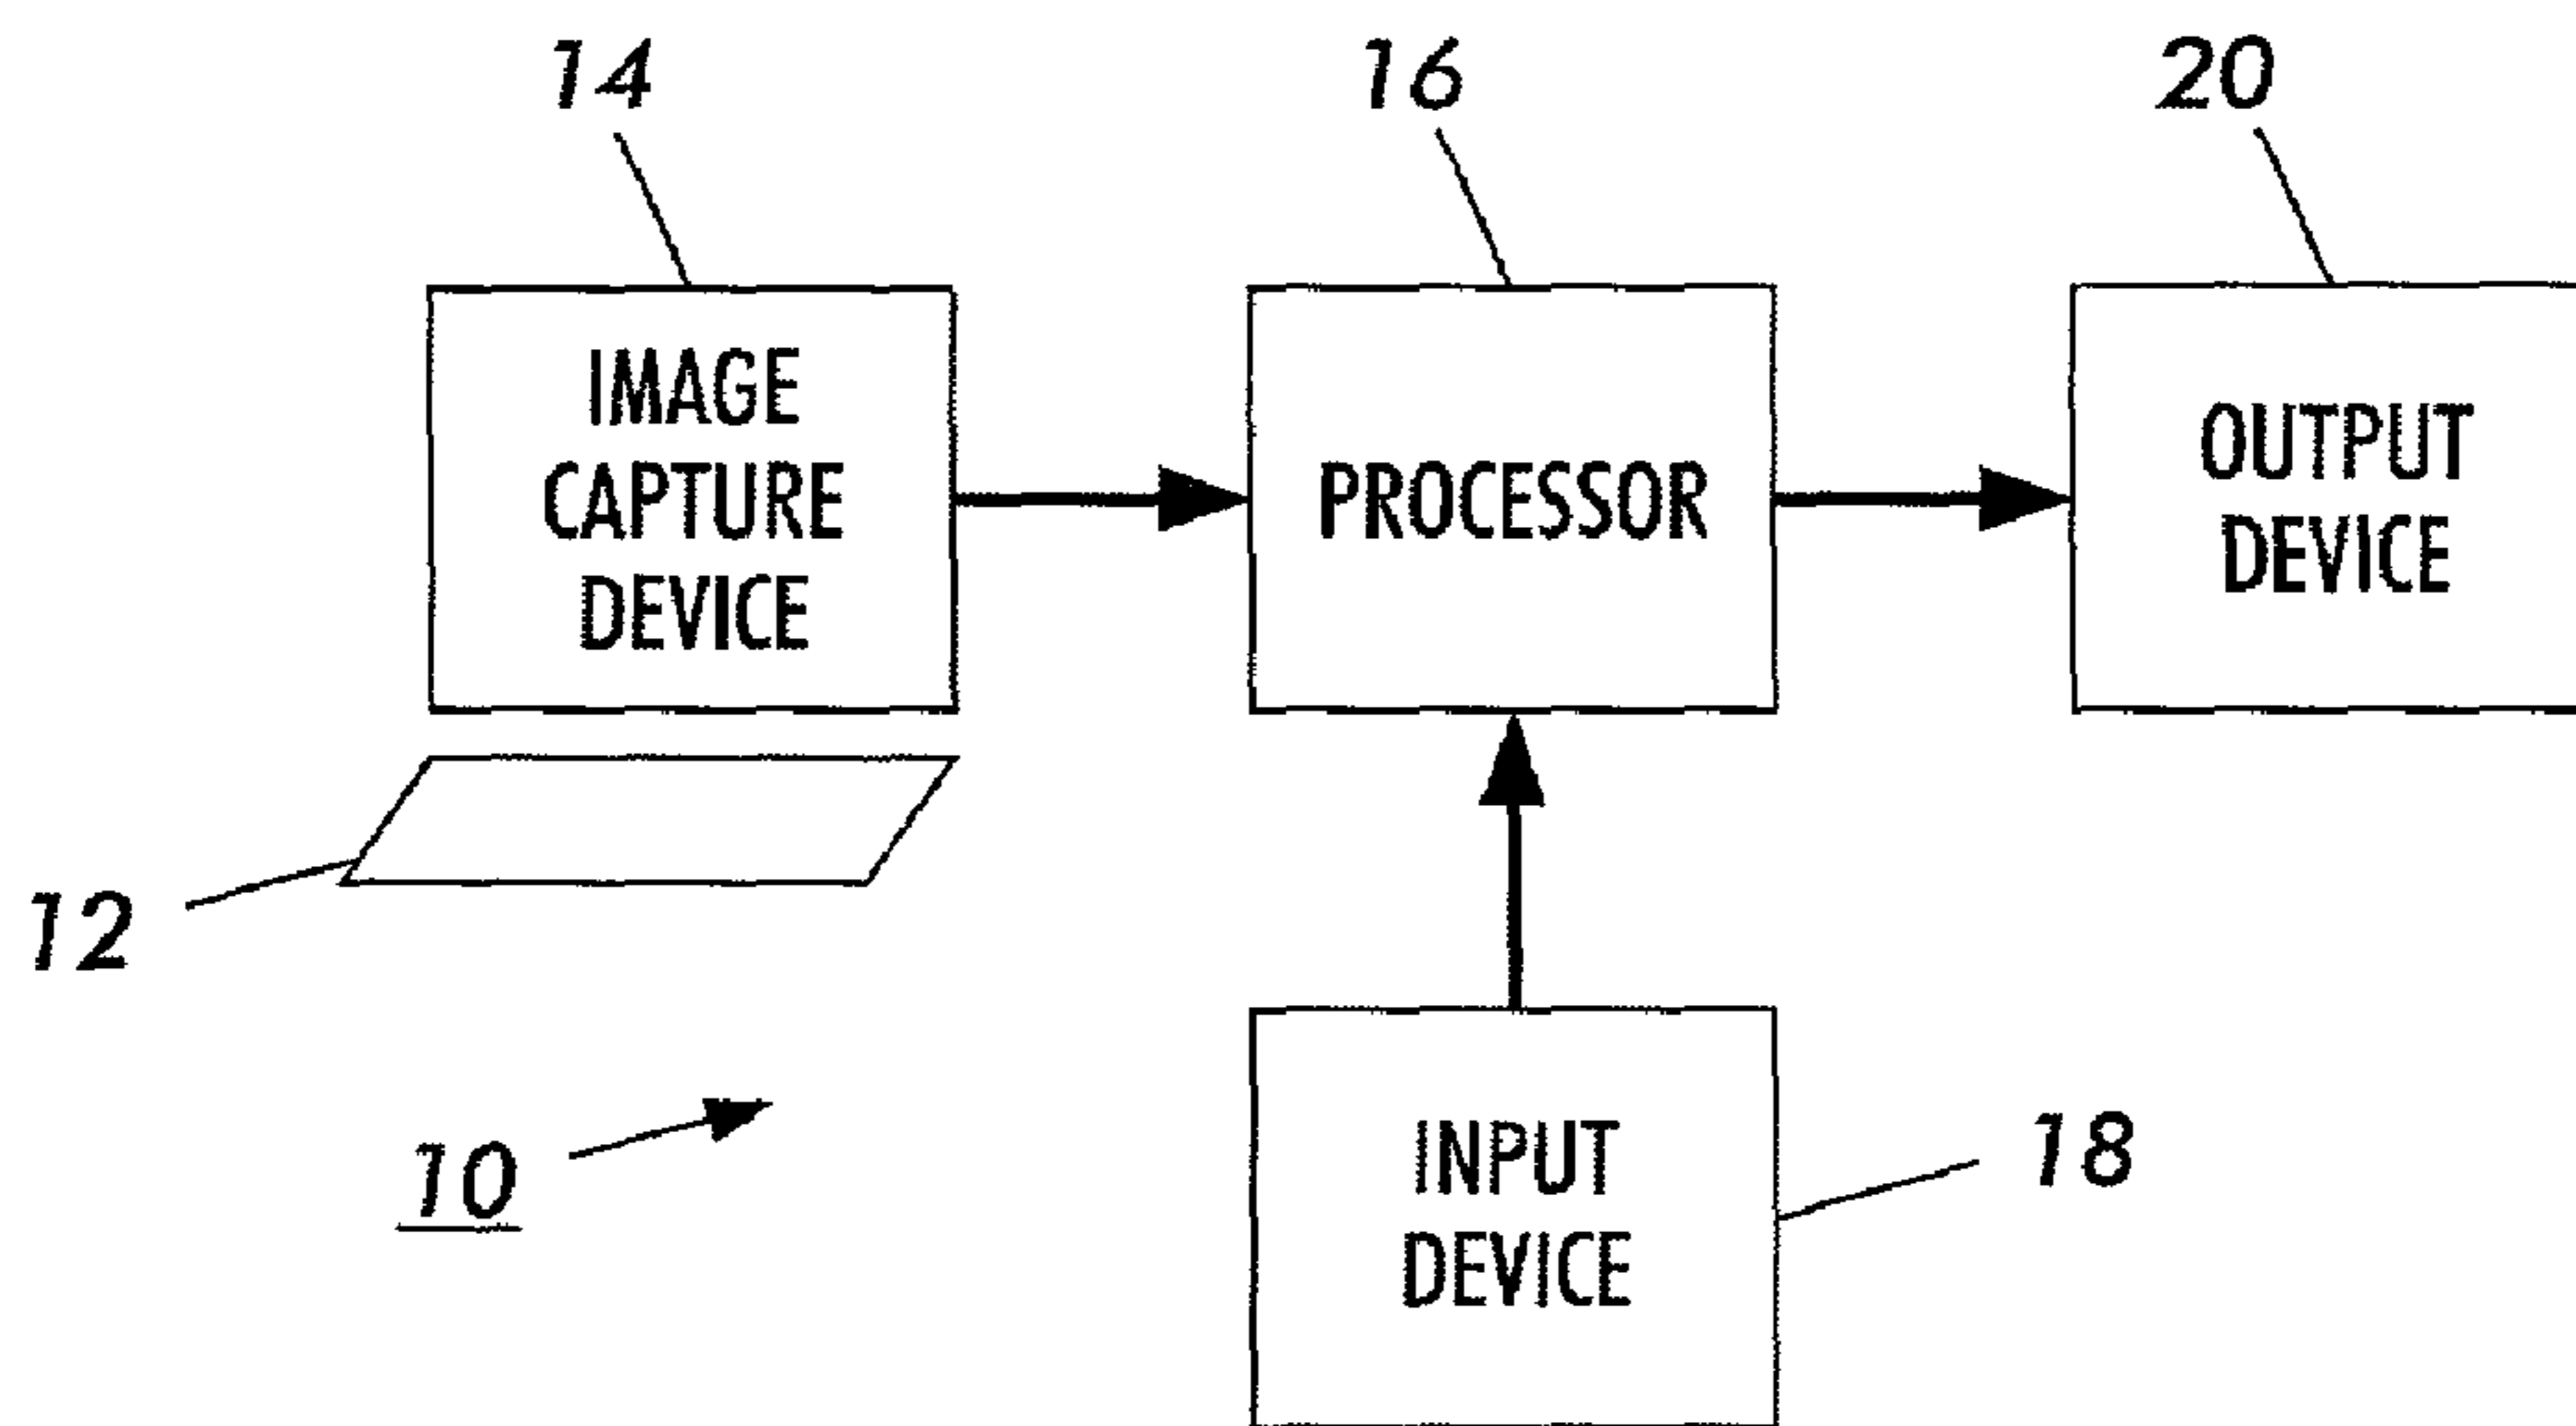 14
16
20
IMAGE
CAPTURE
DEVICE
PROCESSOR
OUTPUT
DEVICE
12
10
INPUT
DEVICE
18